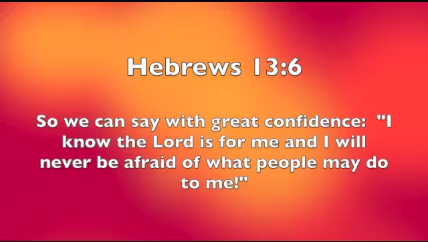 Hebrews 13:6
So we can say with great confidence:  "I
know the Lord is for me and I will
never be afraid of what people may do
to me!"